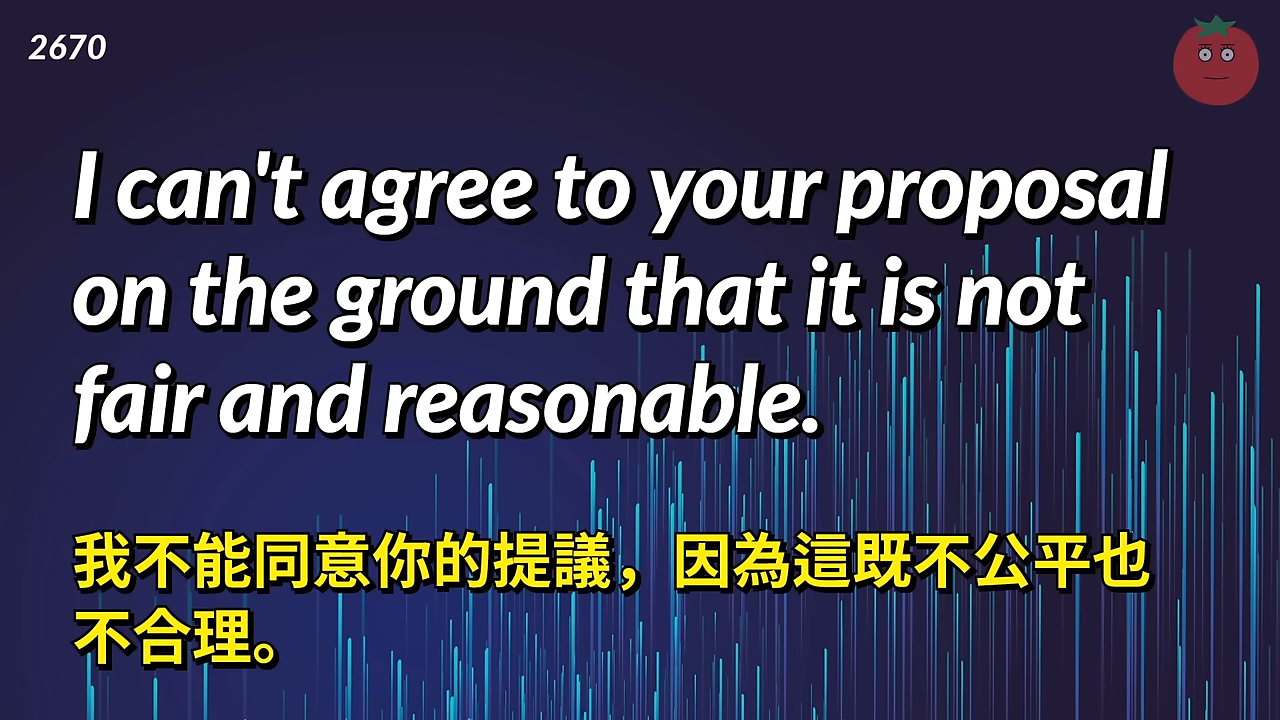 2670
I can't agree to your proposal
on the ground that it is not
fair and reasonable.
我不能同意你的提議，因為這既不公平也
不合理。